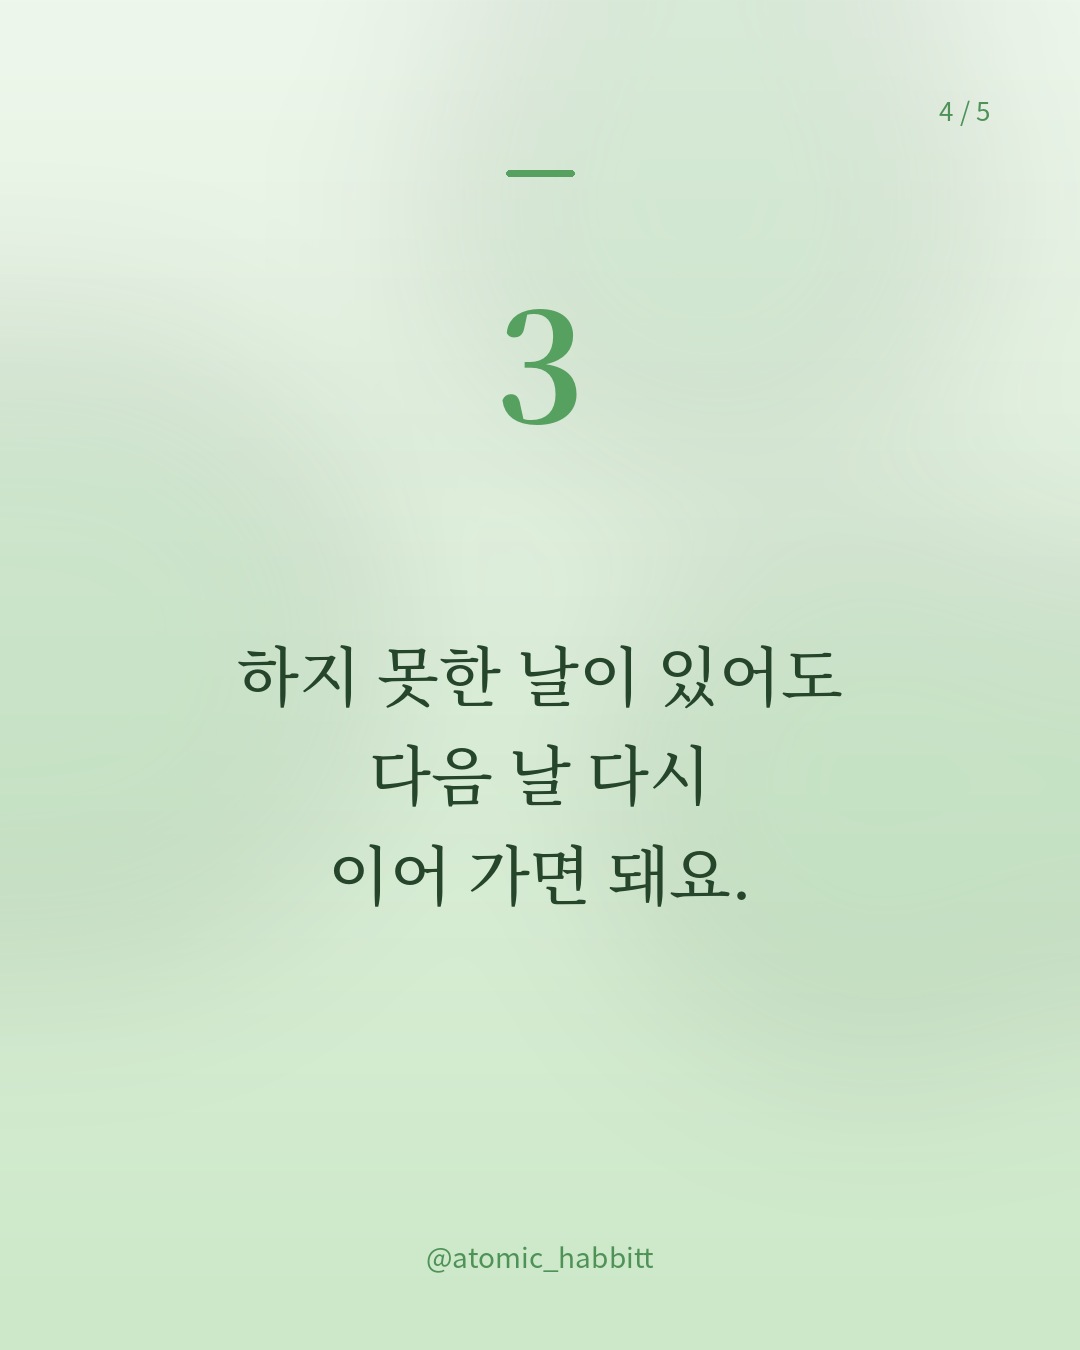 4 / 5
3
하지 못한 날이 있어도
다음 날 다시
이어 가면 돼요.
@atomic_habbitt